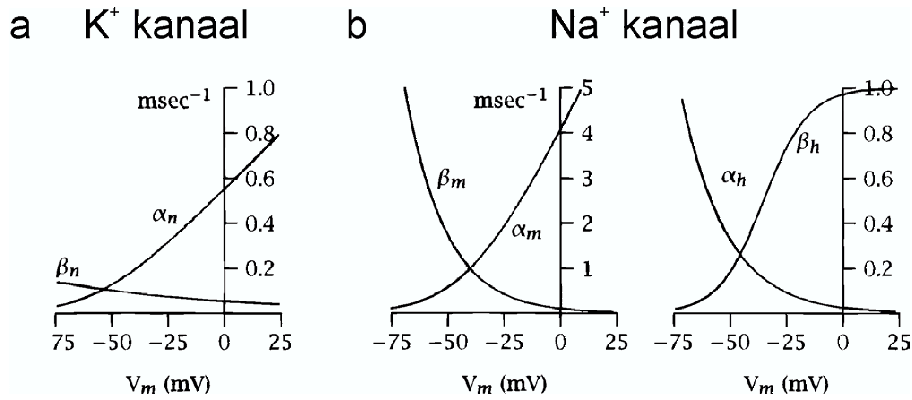 a K⁺ kanaal
b Na⁺ kanaal
msec⁻¹
1.0
0.8
0.6
0.4
0.2
αn
βn
75 −50 −25 0 25
Vm (mV)
msec⁻¹
5
4
3
2
1
βm
αm
−75 −50 −25 0 25
Vm (mV)
1.0
0.8
0.6
0.4
0.2
αh
βh
−75 −50 −25 0 25
Vm (mV)